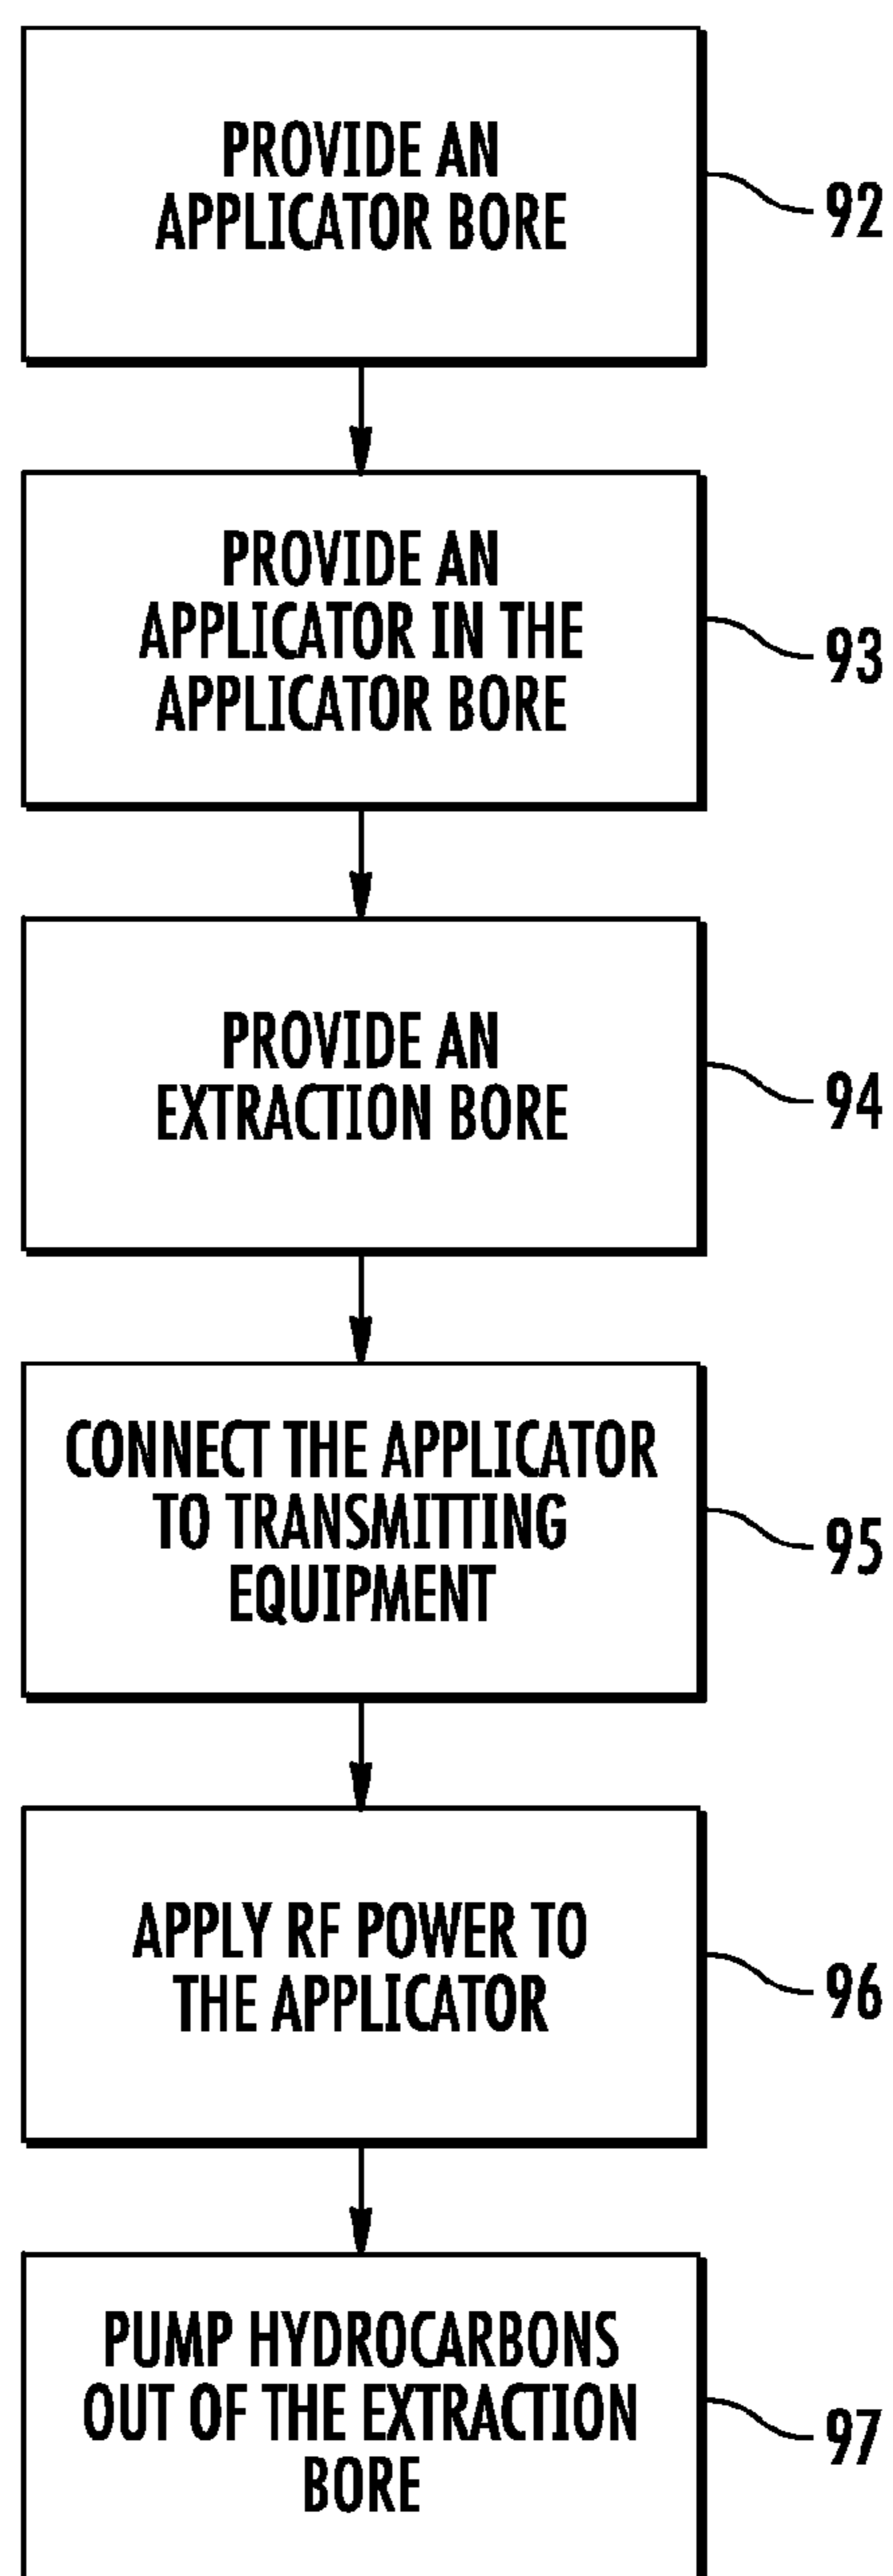 PROVIDE AN
APPLICATOR BORE
92
PROVIDE AN
APPLICATOR IN THE
APPLICATOR BORE
93
PROVIDE AN
EXTRACTION BORE
94
CONNECT THE APPLICATOR
TO TRANSMITTING
EQUIPMENT
95
APPLY RF POWER TO
THE APPLICATOR
96
PUMP HYDROCARBONS
OUT OF THE EXTRACTION
BORE
97